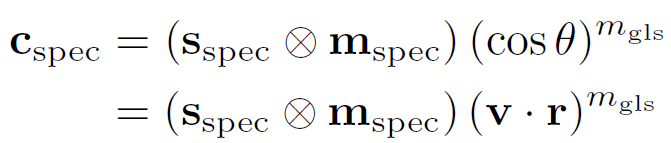 c_spec = (s_spec ⊗ m_spec) (cos θ)^{m_gls}
= (s_spec ⊗ m_spec) (v · r)^{m_gls}